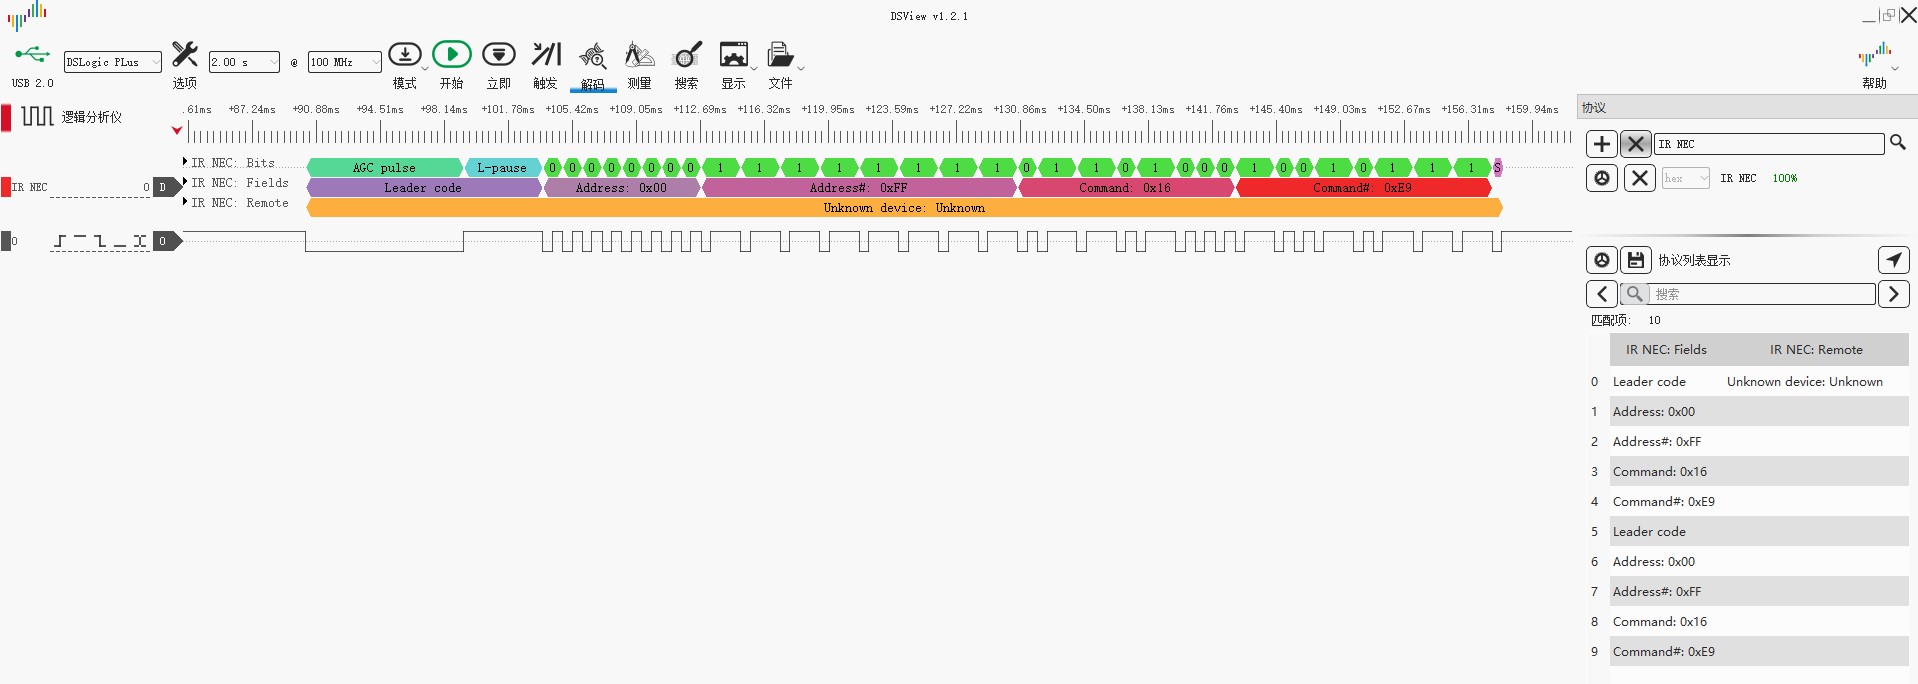 DSView v1.2.1
USB 2.0
DSLogic PLus
选项
2.00 s
@
100 MHz
模式
开始
立即
触发
解码
测量
搜索
显示
文件
帮助
逻辑分析仪
.61ms +87.24ms +90.88ms +94.51ms +98.14ms +101.78ms +105.42ms +109.05ms +112.69ms +116.32ms +119.95ms +123.59ms +127.22ms +130.86ms +134.50ms +138.13ms +141.76ms +145.40ms +149.03ms +152.67ms +156.31ms +159.94ms
IR NEC: Bits
AGC pulse L-pause 0 0 0 0 0 0 0 0 1 1 1 1 1 1 1 1 0 1 1 0 1 0 0 0 1 0 0 1 0 1 1 1 S
IR NEC 0 D
IR NEC: Fields
Leader code Address: 0x00 Address#: 0xFF Command: 0x16 Command#: 0xE9
IR NEC: Remote
Unknown device: Unknown
0 0
协议
IR NEC
hex IR NEC 100%
协议列表显示
搜索
匹配项: 10
IR NEC: Fields IR NEC: Remote
0 Leader code Unknown device: Unknown
1 Address: 0x00
2 Address#: 0xFF
3 Command: 0x16
4 Command#: 0xE9
5 Leader code
6 Address: 0x00
7 Address#: 0xFF
8 Command: 0x16
9 Command#: 0xE9